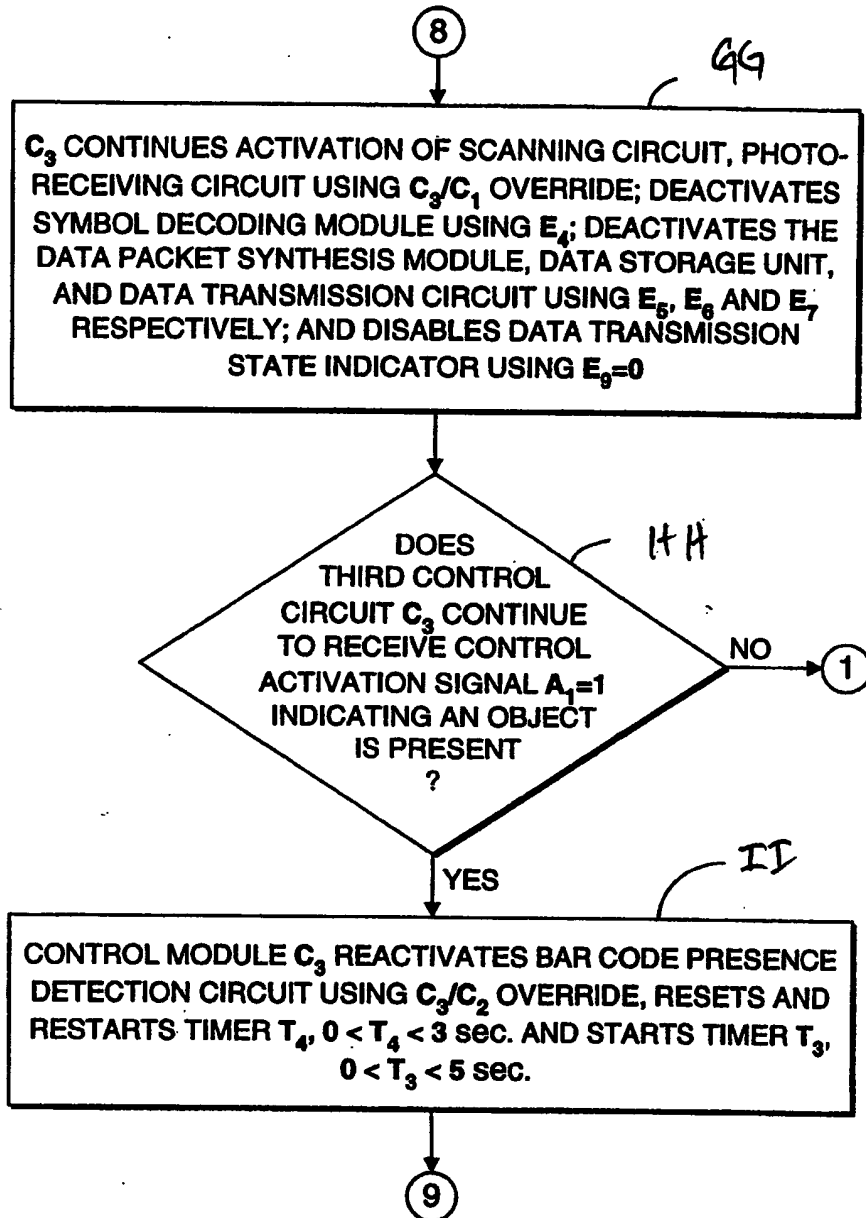 8
GG
C₃ CONTINUES ACTIVATION OF SCANNING CIRCUIT, PHOTO-
RECEIVING CIRCUIT USING C₃/C₁ OVERRIDE; DEACTIVATES
SYMBOL DECODING MODULE USING E₄; DEACTIVATES THE
DATA PACKET SYNTHESIS MODULE, DATA STORAGE UNIT,
AND DATA TRANSMISSION CIRCUIT USING E₅, E₆ AND E₇
RESPECTIVELY; AND DISABLES DATA TRANSMISSION
STATE INDICATOR USING E₉=0
HH
DOES
THIRD CONTROL
CIRCUIT C₃ CONTINUE
TO RECEIVE CONTROL
ACTIVATION SIGNAL A₁=1
INDICATING AN OBJECT
IS PRESENT
?
NO
1
YES
II
CONTROL MODULE C₃ REACTIVATES BAR CODE PRESENCE
DETECTION CIRCUIT USING C₃/C₂ OVERRIDE, RESETS AND
RESTARTS TIMER T₄, 0 < T₄ < 3 sec. AND STARTS TIMER T₃,
0 < T₃ < 5 sec.
9